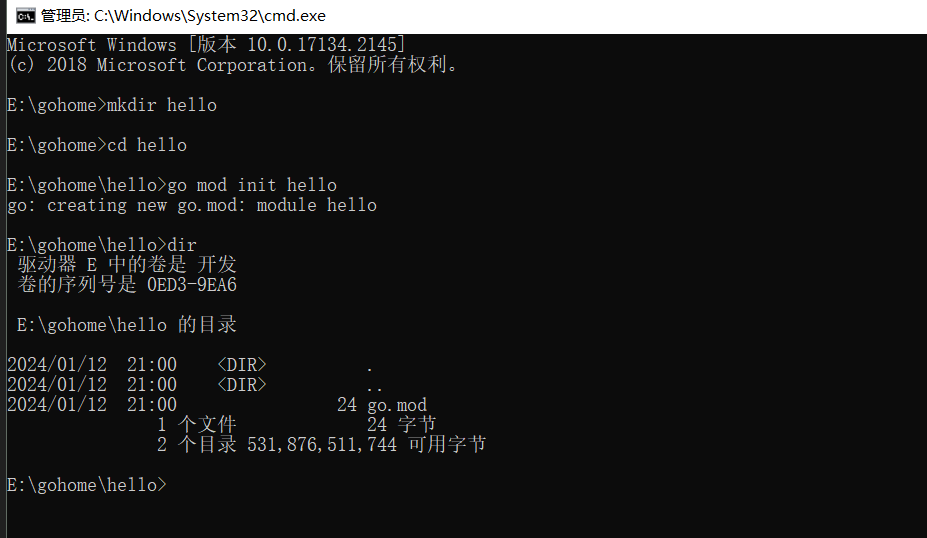 管理员: C:\Windows\System32\cmd.exe
Microsoft Windows [版本 10.0.17134.2145]
(c) 2018 Microsoft Corporation。保留所有权利。
E:\gohome>mkdir hello
E:\gohome>cd hello
E:\gohome\hello>go mod init hello
go: creating new go.mod: module hello
E:\gohome\hello>dir
驱动器 E 中的卷是 开发
卷的序列号是 0ED3-9EA6
E:\gohome\hello 的目录
2024/01/12  21:00    <DIR>          .
2024/01/12  21:00    <DIR>          ..
2024/01/12  21:00                24 go.mod
1 个文件             24 字节
2 个目录 531,876,511,744 可用字节
E:\gohome\hello>